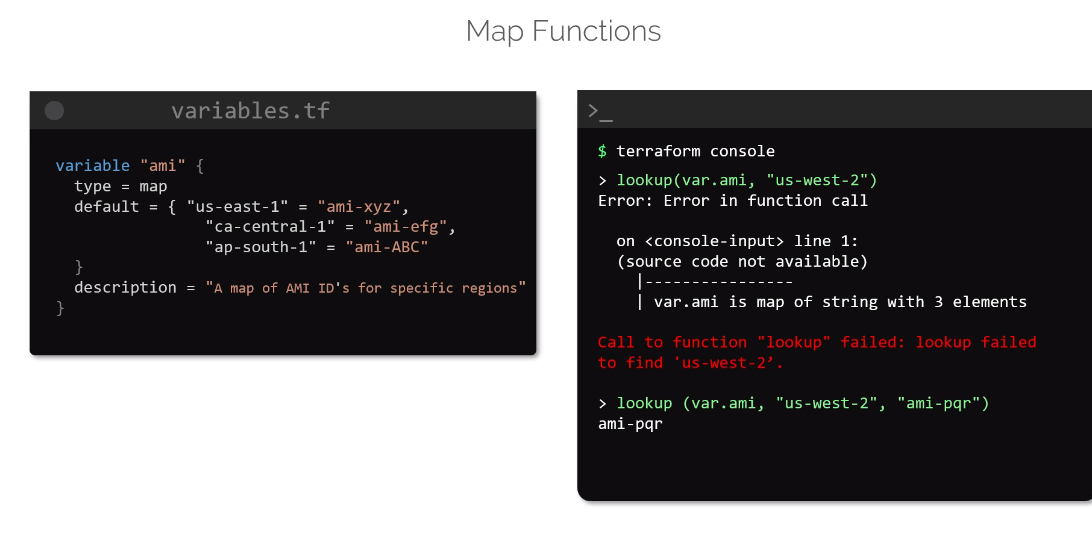 Map Functions
variables.tf
variable "ami" {
type = map
default = { "us-east-1" = "ami-xyz",
"ca-central-1" = "ami-efg",
"ap-south-1" = "ami-ABC"
}
description = "A map of AMI ID's for specific regions"
}
>_
$ terraform console
> lookup(var.ami, "us-west-2")
Error: Error in function call
on <console-input> line 1:
(source code not available)
|----------------
| var.ami is map of string with 3 elements
Call to function "lookup" failed: lookup failed
to find 'us-west-2’.
> lookup (var.ami, "us-west-2", "ami-pqr")
ami-pqr